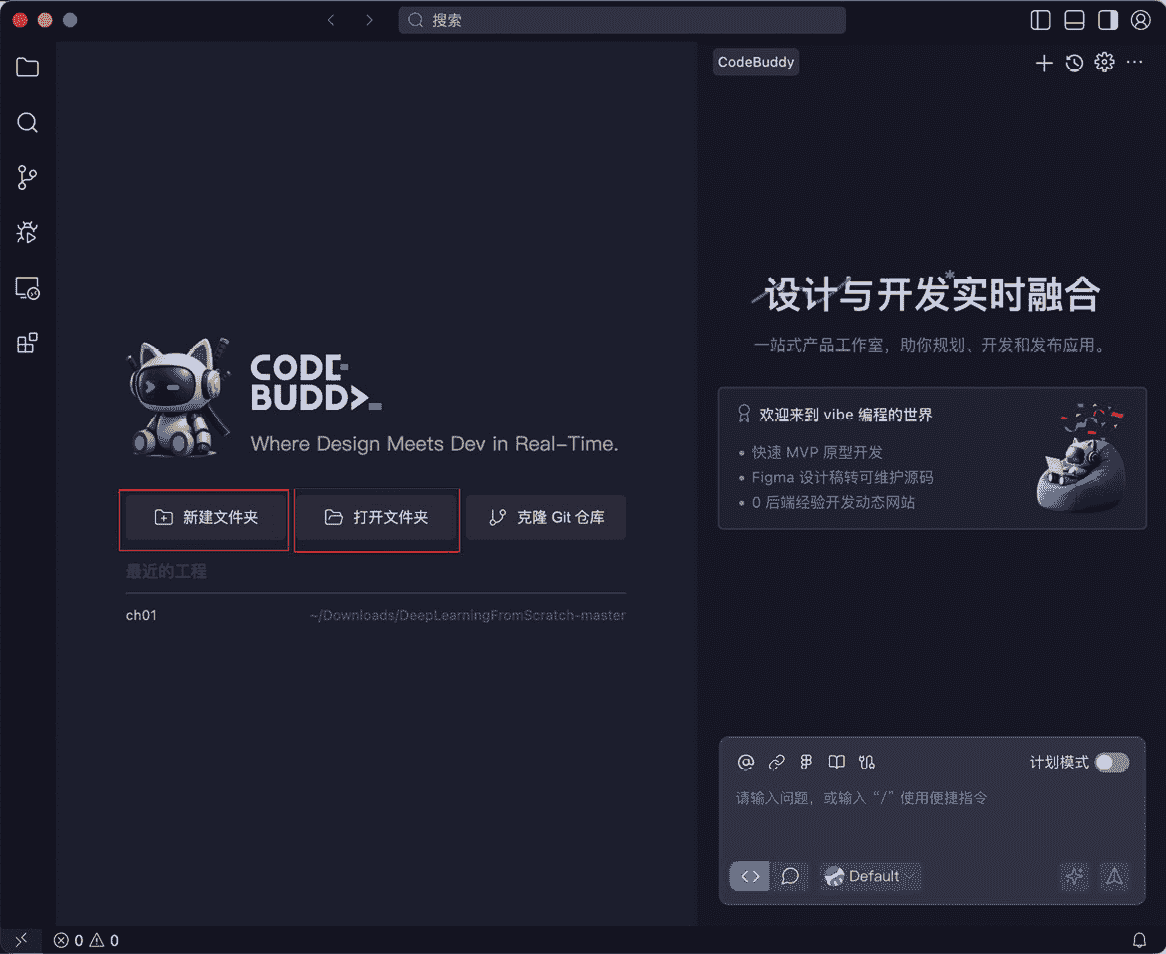 搜索
CodeBuddy
设计与开发实时融合
一站式产品工作室，助你规划、开发和发布应用。
CODE
BUDD>_
Where Design Meets Dev in Real-Time.
欢迎来到 vibe 编程的世界
• 快速 MVP 原型开发
• Figma 设计稿转可维护源码
• 0 后端经验开发动态网站
新建文件夹
打开文件夹
克隆 Git 仓库
最近的工程
ch01 ~/Downloads/DeepLearningFromScratch-master
计划模式
请输入问题，或输入“/”使用便捷指令
Default
0 0